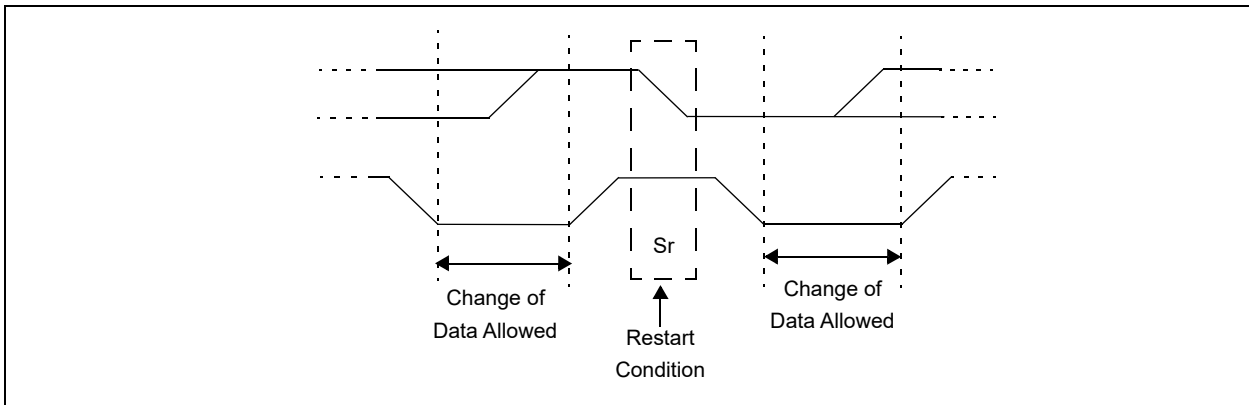 Sr
Change of
Data Allowed
Restart
Condition
Change of
Data Allowed